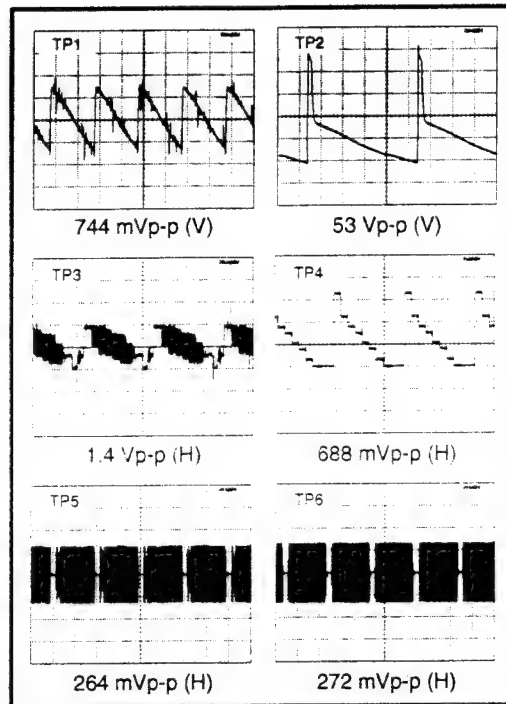 TP1
TP2
744 mVp-p (V)
53 Vp-p (V)
TP3
TP4
1.4 Vp-p (H)
688 mVp-p (H)
TP5
TP6
264 mVp-p (H)
272 mVp-p (H)